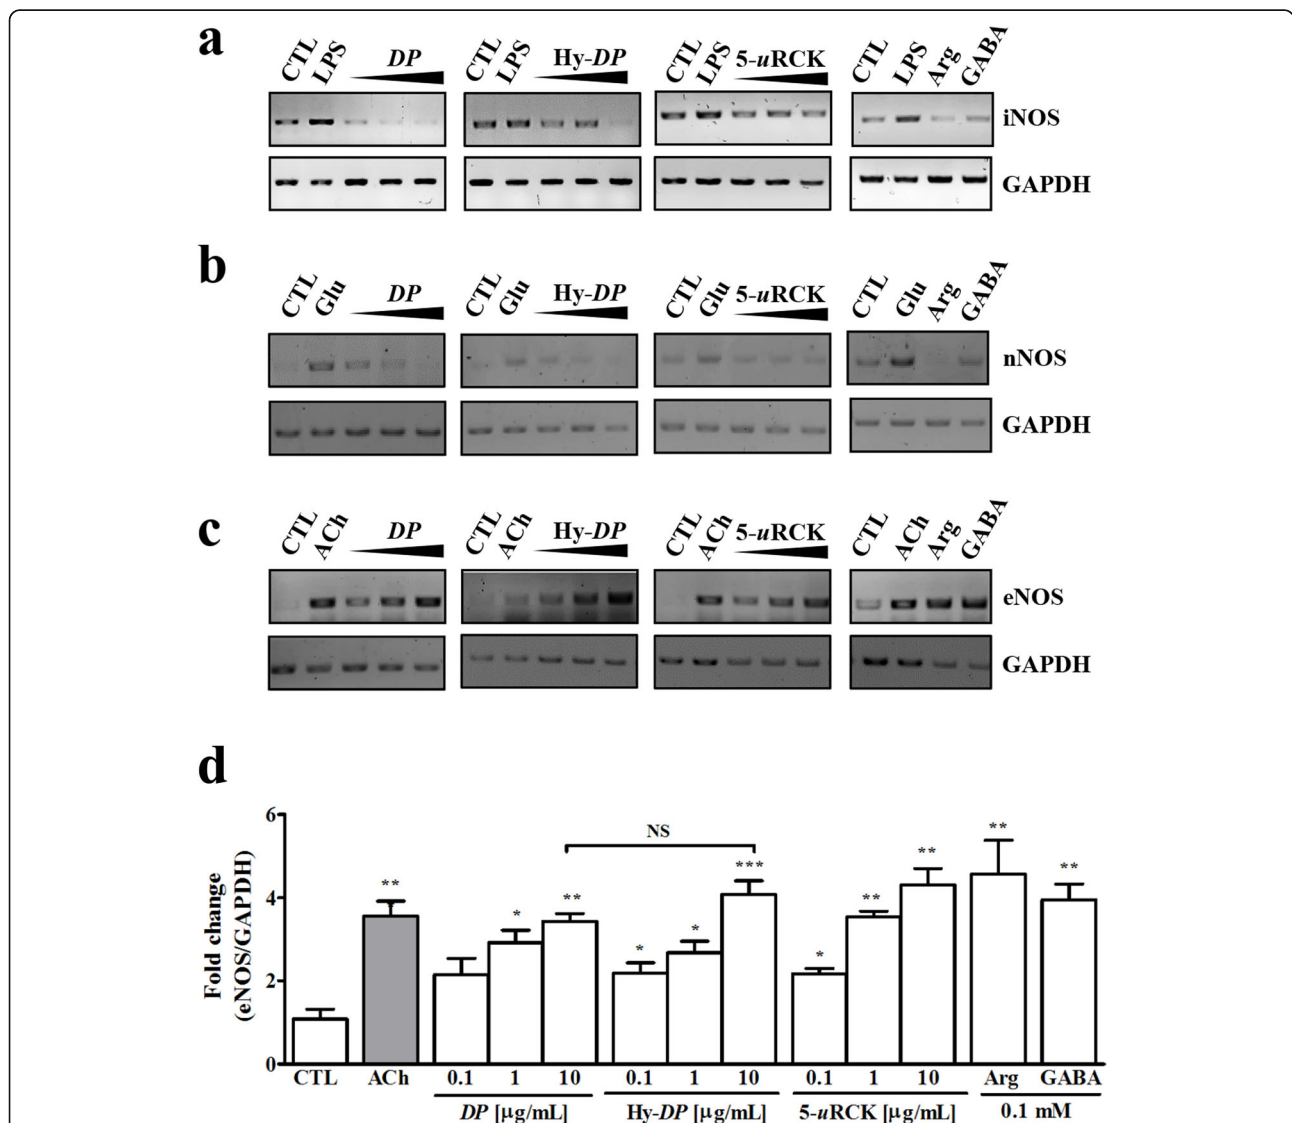 a
CTL LPS DP
CTL LPS Hy-DP
CTL LPS 5-uRCK
CTL LPS Arg GABA
iNOS
GAPDH
b
CTL Glu DP
CTL Glu Hy-DP
CTL Glu 5-uRCK
CTL Glu Arg GABA
nNOS
GAPDH
c
CTL ACh DP
CTL ACh Hy-DP
CTL ACh 5-uRCK
CTL ACh Arg GABA
eNOS
GAPDH
d
Fold change
(eNOS/GAPDH)
6
4
2
0
NS
** * ** * * *** * ** ** ** **
CTL ACh 0.1 1 10 0.1 1 10 0.1 1 10 Arg GABA
DP [μg/mL] Hy-DP [μg/mL] 5-uRCK [μg/mL] 0.1 mM